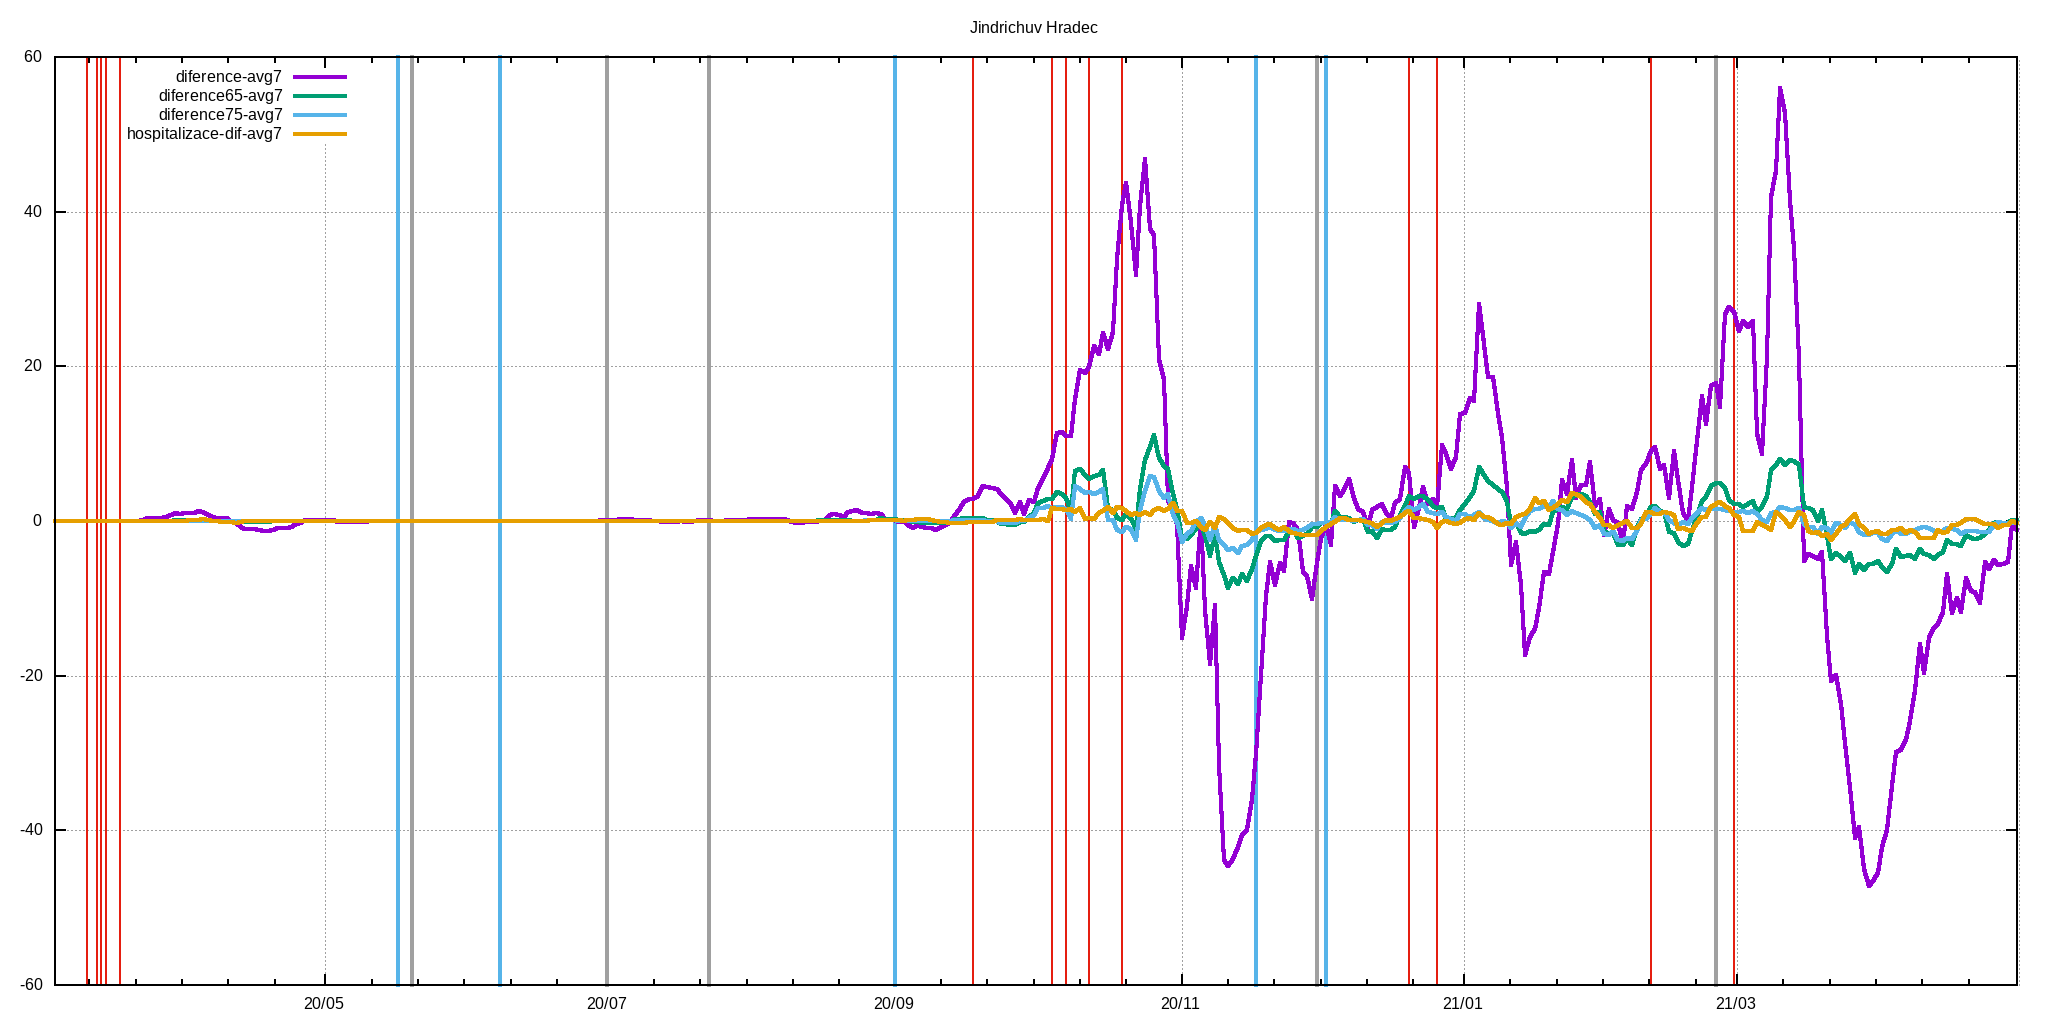 Jindrichuv Hradec
60
40
20
0
-20
-40
-60
diference-avg7
diference65-avg7
diference75-avg7
hospitalizace-dif-avg7
20/05 20/07 20/09 20/11 21/01 21/03